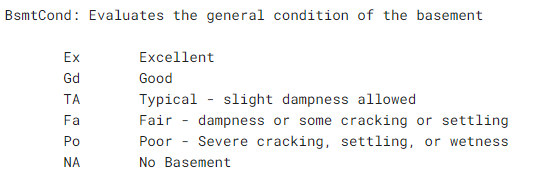 BsmtCond: Evaluates the general condition of the basement
Ex Excellent
Gd Good
TA Typical - slight dampness allowed
Fa Fair - dampness or some cracking or settling
Po Poor - Severe cracking, settling, or wetness
NA No Basement